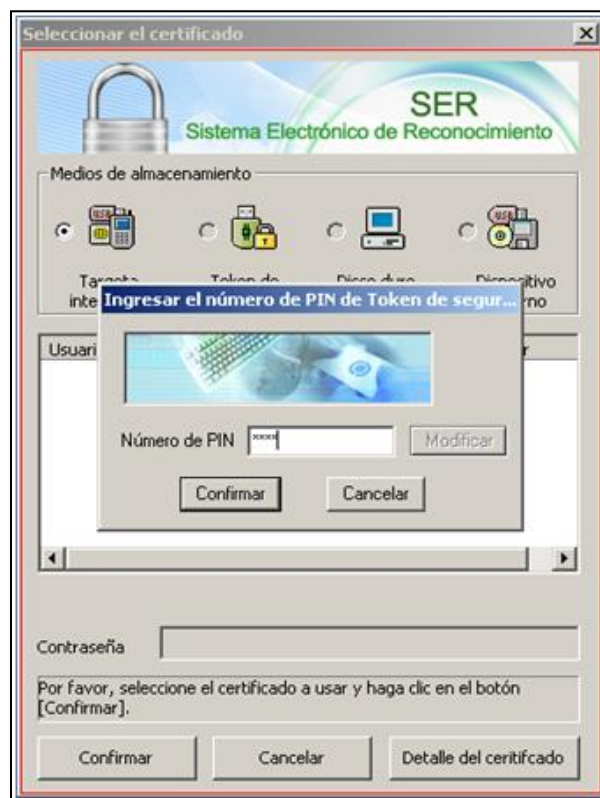 Seleccionar el certificado
SER
Sistema Electrónico de Reconocimiento
Medios de almacenamiento
Ingresar el número de PIN de Token de segur...
Usuari
Número de PIN
****
Modificar
Confirmar
Cancelar
Contraseña
Por favor, seleccione el certificado a usar y haga clic en el botón
[Confirmar].
Confirmar
Cancelar
Detalle del ceritifcado